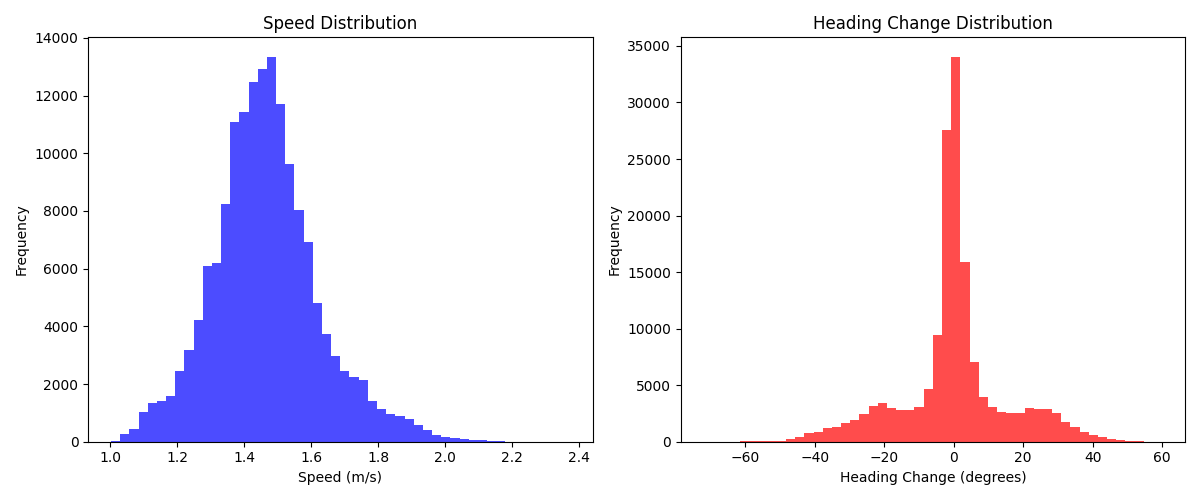 Speed Distribution
Frequency
14000
12000
10000
8000
6000
4000
2000
0
1.0 1.2 1.4 1.6 1.8 2.0 2.2 2.4
Speed (m/s)
Heading Change Distribution
Frequency
35000
30000
25000
20000
15000
10000
5000
0
−60 −40 −20 0 20 40 60
Heading Change (degrees)